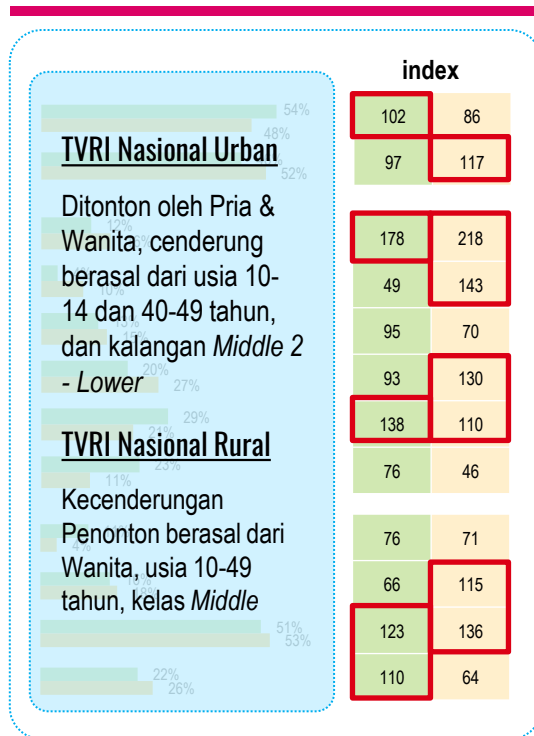 index
54%
102 86
48%
TVRI Nasional Urban
97 117
52%
Ditonton oleh Pria &
12%
Wanita, cenderung
178 218
berasal dari usia 10-
49 143
14 dan 40-49 tahun,
15%
95 70
dan kalangan Middle 2
20%
93 130
- Lower
27%
29%
138 110
21%
TVRI Nasional Rural
23%
76 46
11%
Kecenderungan
Penonton berasal dari
76 71
4%
Wanita, usia 10-49
66 115
tahun, kelas Middle
51%
123 136
53%
22%
110 64
26%